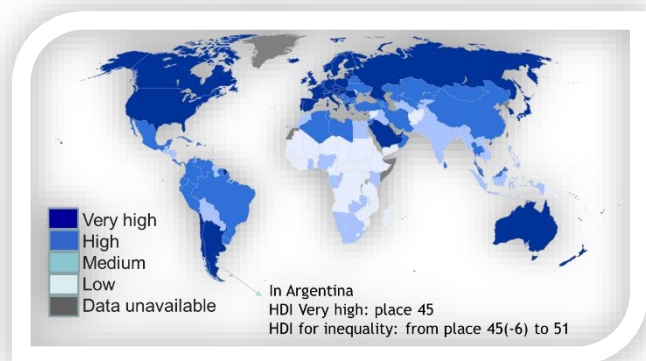 Very high
High
Medium
Low
Data unavailable
In Argentina
HDI Very high: place 45
HDI for inequality: from place 45(-6) to 51